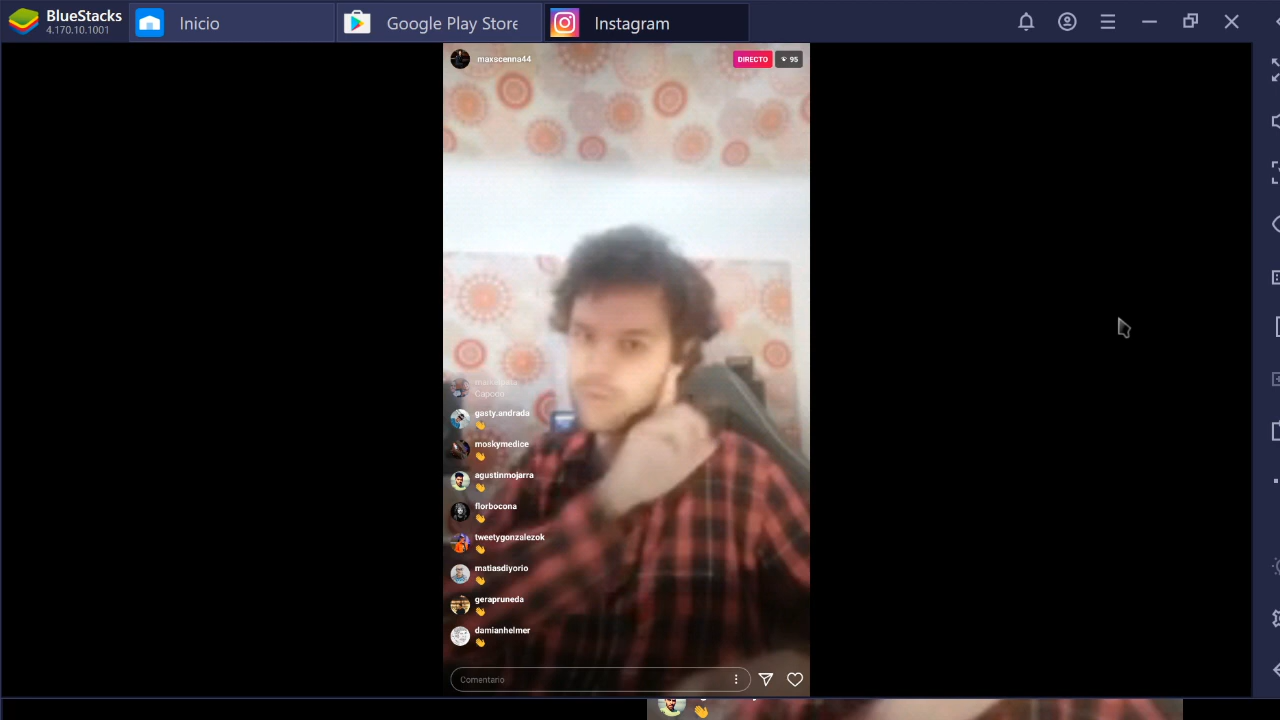 BlueStacks
4.170.10.1001
Inicio
Google Play Store
Instagram
maxscenna44
DIRECTO
95
gasty.andrada
moskymedice
agustinmojarra
florbocona
tweetygonzalezok
matiasdiyorio
gerapruneda
damianhelmer
Comentario